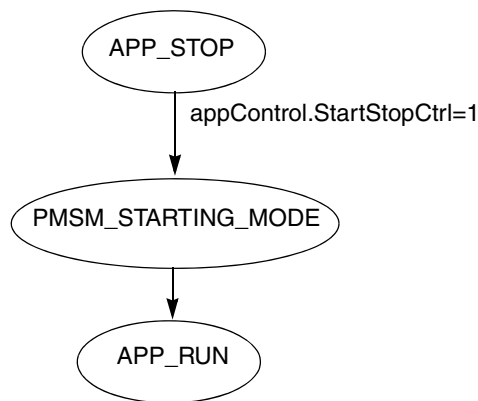 APP_STOP
appControl.StartStopCtrl=1
PMSM_STARTING_MODE
APP_RUN